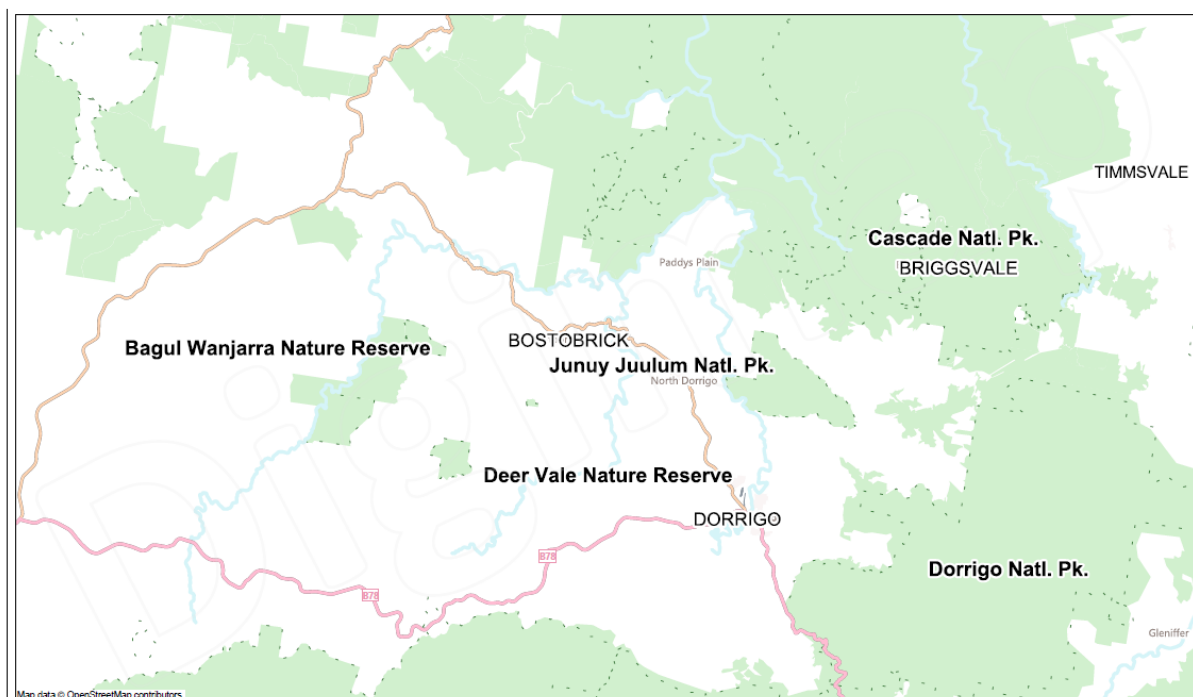 TIMMSVALE
Cascade Natl. Pk.
Paddys Plain
BRIGGSVALE
BOSTOBRICK
Bagul Wanjarra Nature Reserve
Junuy Juulum Natl. Pk.
North Dorrigo
Deer Vale Nature Reserve
DORRIGO
B78
Dorrigo Natl. Pk.
B78
Gleniffer
Map data © OpenStreetMap contributors